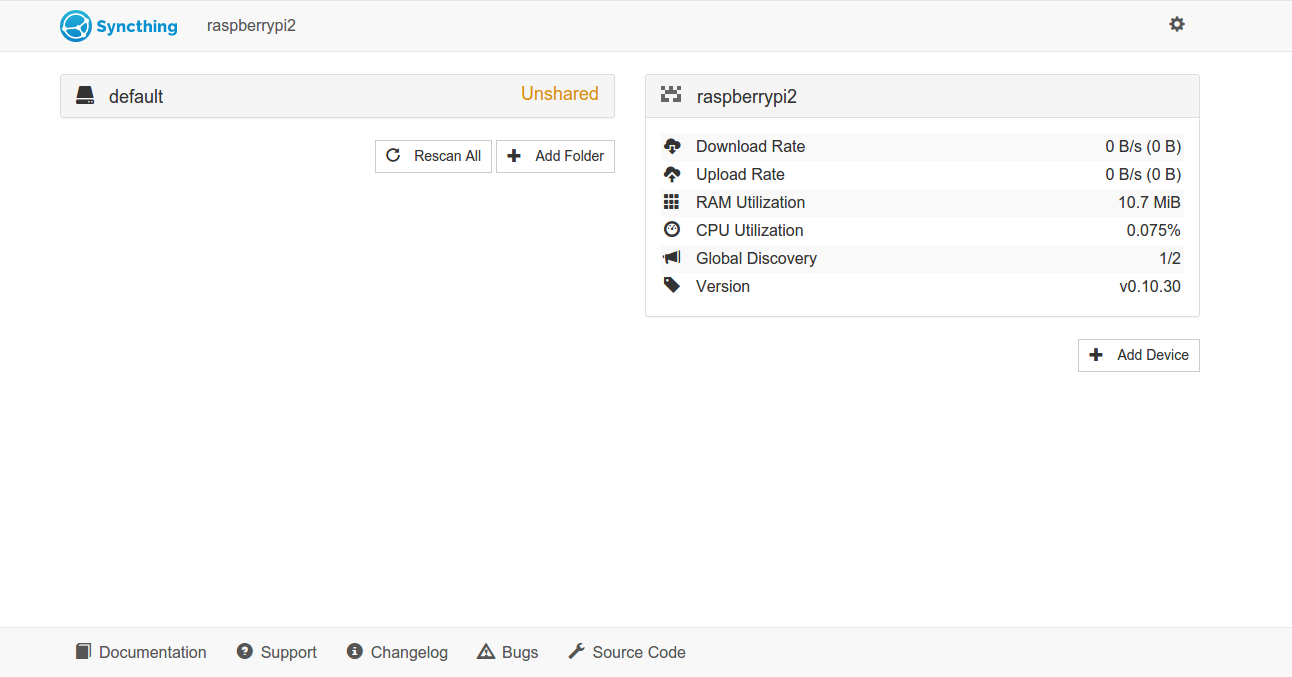 Syncthing raspberrypi2
default Unshared
Rescan All Add Folder
raspberrypi2
Download Rate 0 B/s (0 B)
Upload Rate 0 B/s (0 B)
RAM Utilization 10.7 MiB
CPU Utilization 0.075%
Global Discovery 1/2
Version v0.10.30
Add Device
Documentation Support Changelog Bugs Source Code